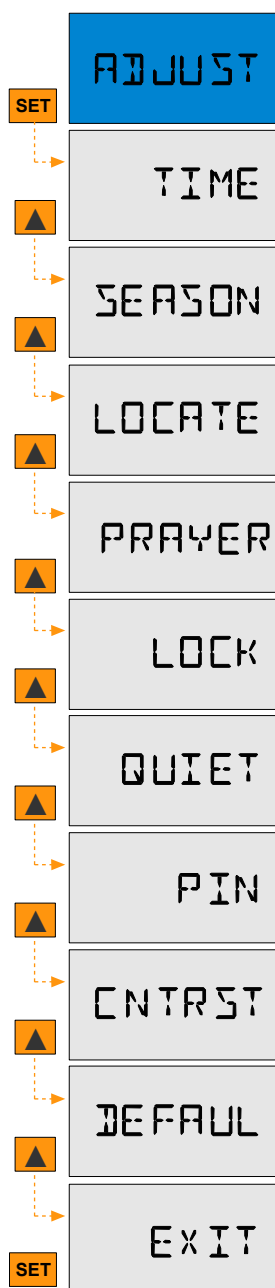 ADJUST
SET
TIME
▲
SEASON
▲
LOCATE
▲
PRAYER
▲
LOCK
▲
QUIET
▲
PIN
▲
CNTRST
▲
DEFAUL
▲
EXIT
SET